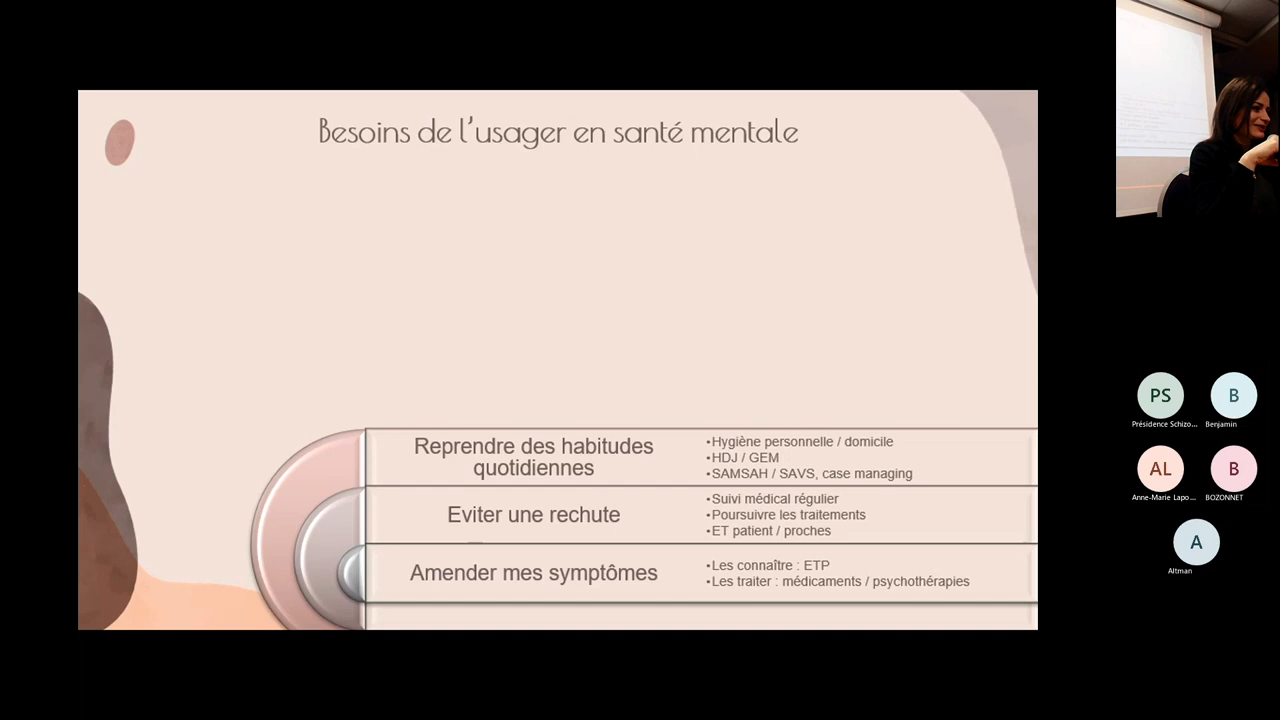 Besoins de l'usager en santé mentale
Reprendre des habitudes
quotidiennes
•Hygiène personnelle / domicile
•HDJ / GEM
•SAMSAH / SAVS, case managing
Eviter une rechute
•Suivi médical régulier
•Poursuivre les traitements
•ET patient / proches
Amender mes symptômes
•Les connaître : ETP
•Les traiter : médicaments / psychothérapies
PS
Présidence Schizo...
B
Benjamin
AL
Anne-Marie Lapo...
B
BOZONNET
A
Altman